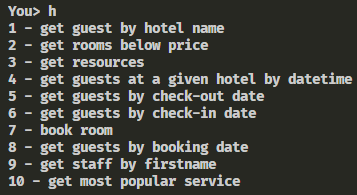 You> h
1 - get guest by hotel name
2 - get rooms below price
3 - get resources
4 - get guests at a given hotel by datetime
5 - get guests by check-out date
6 - get guests by check-in date
7 - book room
8 - get guests by booking date
9 - get staff by firstname
10 - get most popular service